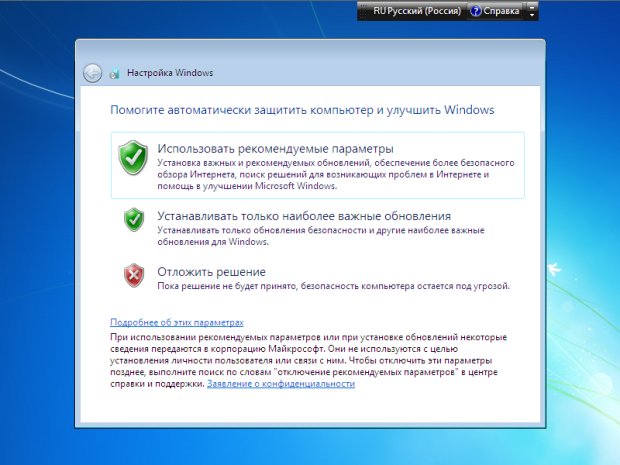 RU Русский (Россия) ? Справка
Настройка Windows
Помогите автоматически защитить компьютер и улучшить Windows
Использовать рекомендуемые параметры
Установка важных и рекомендуемых обновлений, обеспечение более безопасного
обзора Интернета, поиск решений для возникающих проблем в Интернете и
помощь в улучшении Microsoft Windows.
Устанавливать только наиболее важные обновления
Устанавливать только обновления безопасности и другие наиболее важные
обновления для Windows.
Отложить решение
Пока решение не будет принято, безопасность компьютера остается под угрозой.
Подробнее об этих параметрах
При использовании рекомендуемых параметров или при установке обновлений некоторые
сведения передаются в корпорацию Майкрософт. Они не используются с целью
установления личности пользователя или связи с ним. Чтобы отключить эти параметры
позднее, выполните поиск по словам "отключение рекомендуемых параметров" в центре
справки и поддержки. Заявление о конфиденциальности